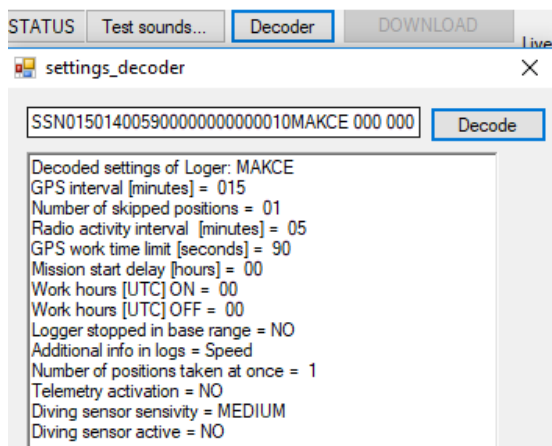 STATUS Test sounds... Decoder DOWNLOAD
Live
settings_decoder
SSN015014005900000000000010MAKCE 000 000 Decode
Decoded settings of Loger: MAKCE
GPS interval [minutes] = 015
Number of skipped positions = 01
Radio activity interval [minutes] = 05
GPS work time limit [seconds] = 90
Mission start delay [hours] = 00
Work hours [UTC] ON = 00
Work hours [UTC] OFF = 00
Logger stopped in base range = NO
Additional info in logs = Speed
Number of positions taken at once = 1
Telemetry activation = NO
Diving sensor sensivity = MEDIUM
Diving sensor active = NO